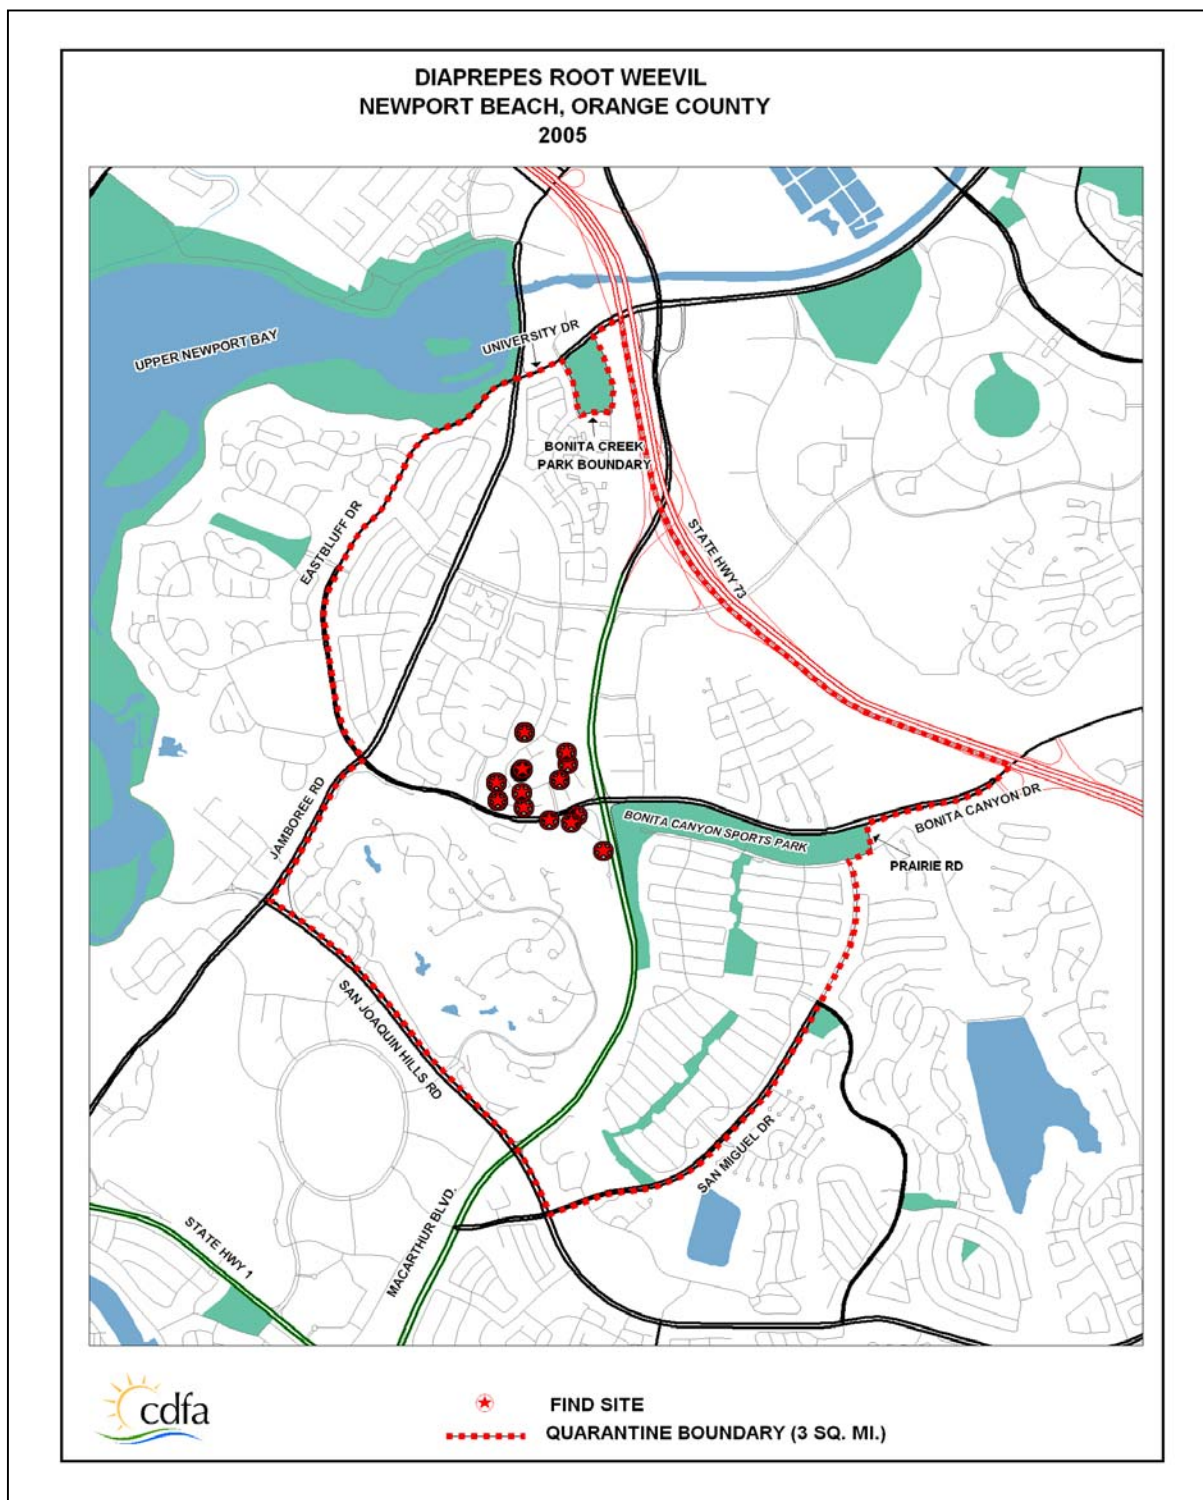 DIAPREPES ROOT WEEVIL
NEWPORT BEACH, ORANGE COUNTY
2005
UPPER NEWPORT BAY
UNIVERSITY DR
BONITA CREEK
PARK BOUNDARY
EASTBLUFF DR
STATE HWY 73
JAMBOREE RD
BONITA CANYON SPORTS PARK
BONITA CANYON DR
PRAIRIE RD
SAN JOAQUIN HILLS RD
SAN MIGUEL DR
MACARTHUR BLVD.
STATE HWY 1
cdfa
FIND SITE
QUARANTINE BOUNDARY (3 SQ. MI.)